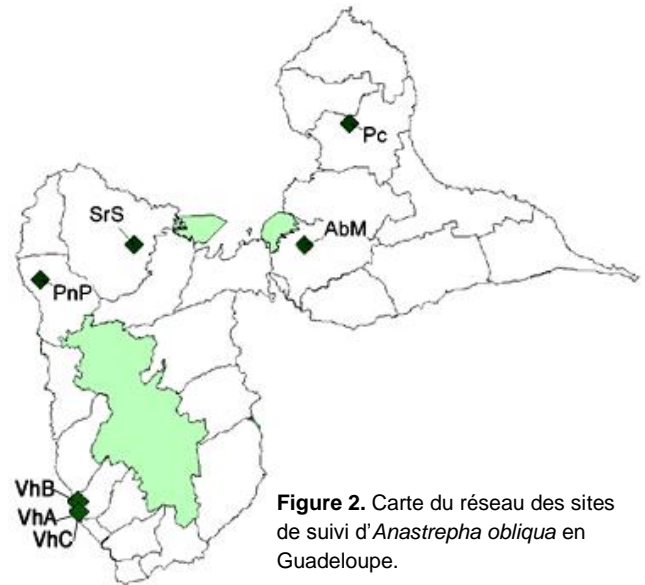 Pc
SrS
AbM
PnP
VhB
VhA
VhC
Figure 2. Carte du réseau des sites
de suivi d'Anastrepha obliqua en
Guadeloupe.